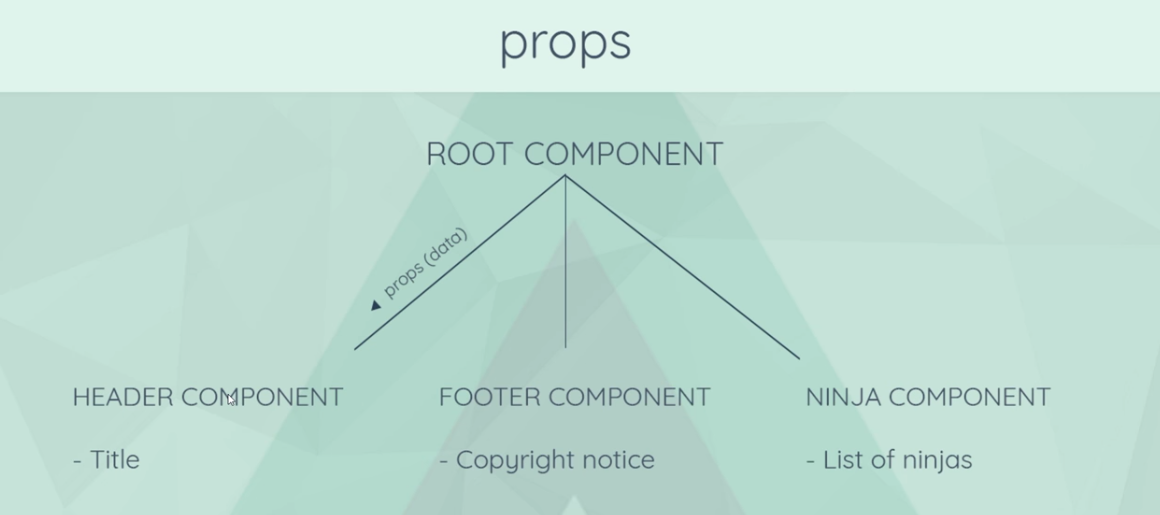 props
ROOT COMPONENT
props (data)
HEADER COMPONENT
FOOTER COMPONENT
NINJA COMPONENT
- Title
- Copyright notice
- List of ninjas